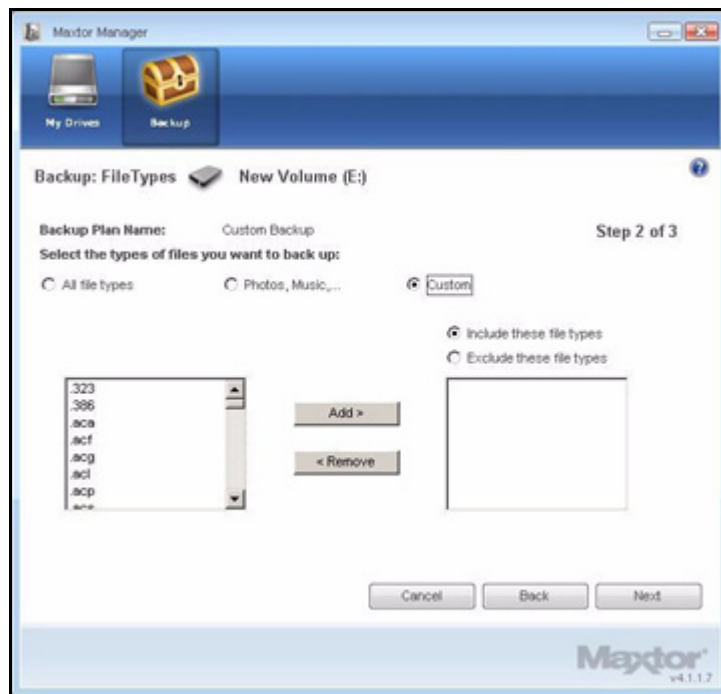 Maxtor Manager
My Drives
Backup
Backup: FileTypes New Volume (E:)
Backup Plan Name: Custom Backup
Step 2 of 3
Select the types of files you want to back up:
All file types Photos, Music,... Custom
Include these file types
Exclude these file types
.323
.386
.aca
.acf
.acg
.acl
.acp
.acs
Add >
< Remove
Cancel Back Next
Maxtor
v4.1.1.7